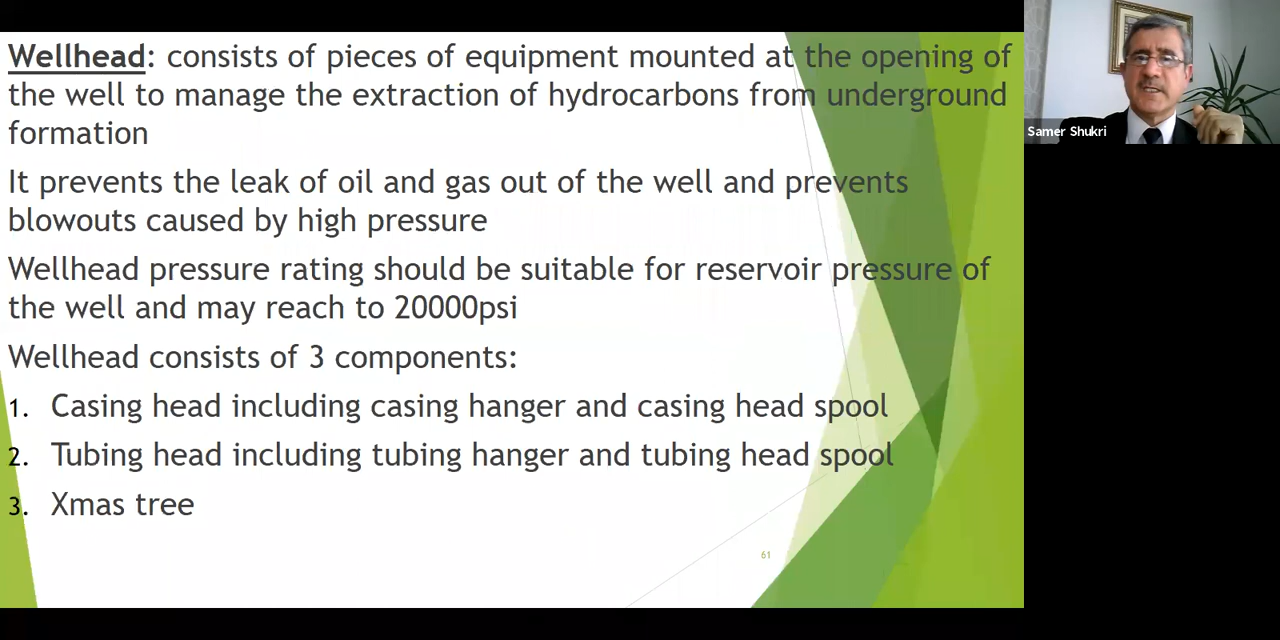 Wellhead: consists of pieces of equipment mounted at the opening of
the well to manage the extraction of hydrocarbons from underground
formation
It prevents the leak of oil and gas out of the well and prevents
blowouts caused by high pressure
Wellhead pressure rating should be suitable for reservoir pressure of
the well and may reach to 20000psi
Wellhead consists of 3 components:
1. Casing head including casing hanger and casing head spool
2. Tubing head including tubing hanger and tubing head spool
3. Xmas tree
61
Samer Shukri